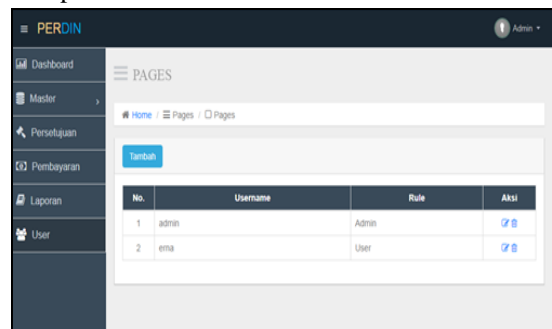 PERDIN
Admin
Dashboard
Master
Persetujuan
Pembayaran
Laporan
User
PAGES
Home / Pages / Pages
Tambah
No. Username Rule Aksi
1 admin Admin
2 erna User